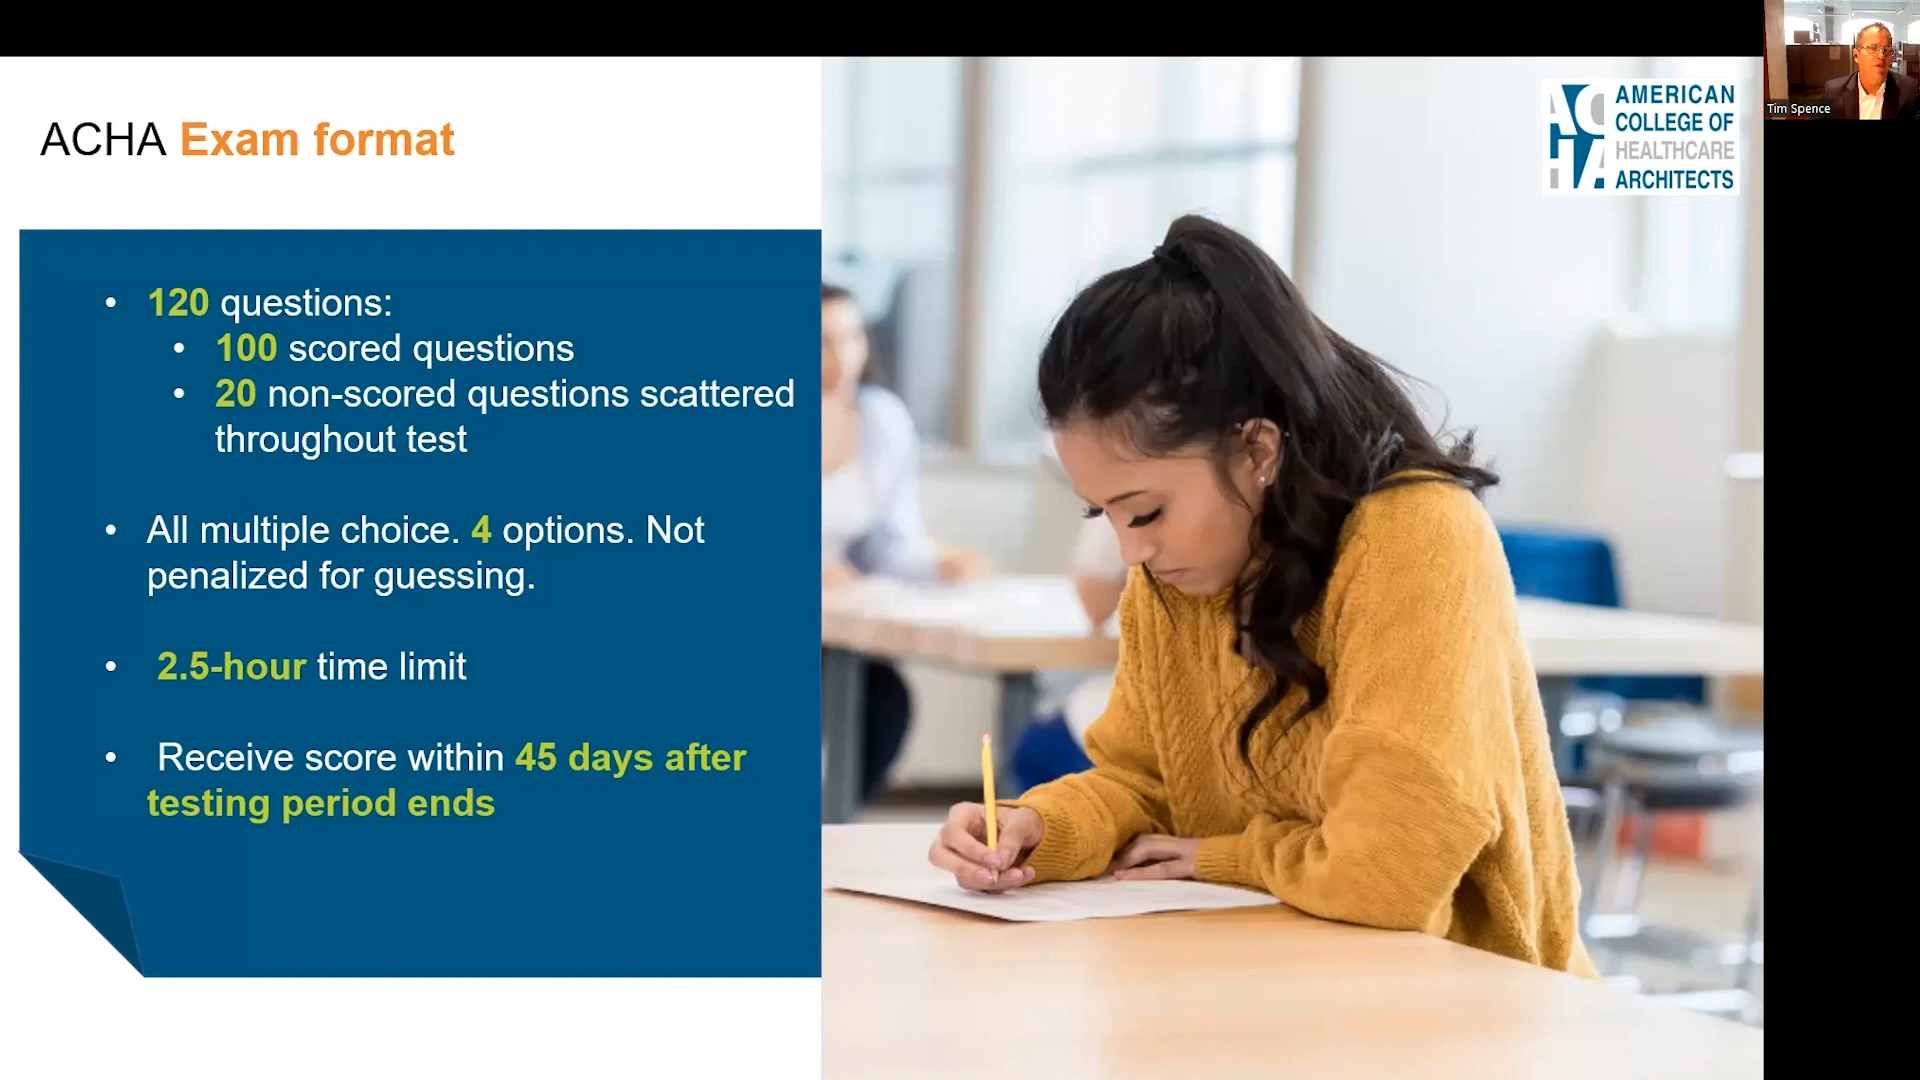 ACHA Exam format
• 120 questions:
• 100 scored questions
• 20 non-scored questions scattered
throughout test
• All multiple choice. 4 options. Not
penalized for guessing.
• 2.5-hour time limit
• Receive score within 45 days after
testing period ends
ACHA
AMERICAN
COLLEGE OF
HEALTHCARE
ARCHITECTS
Tim Spence